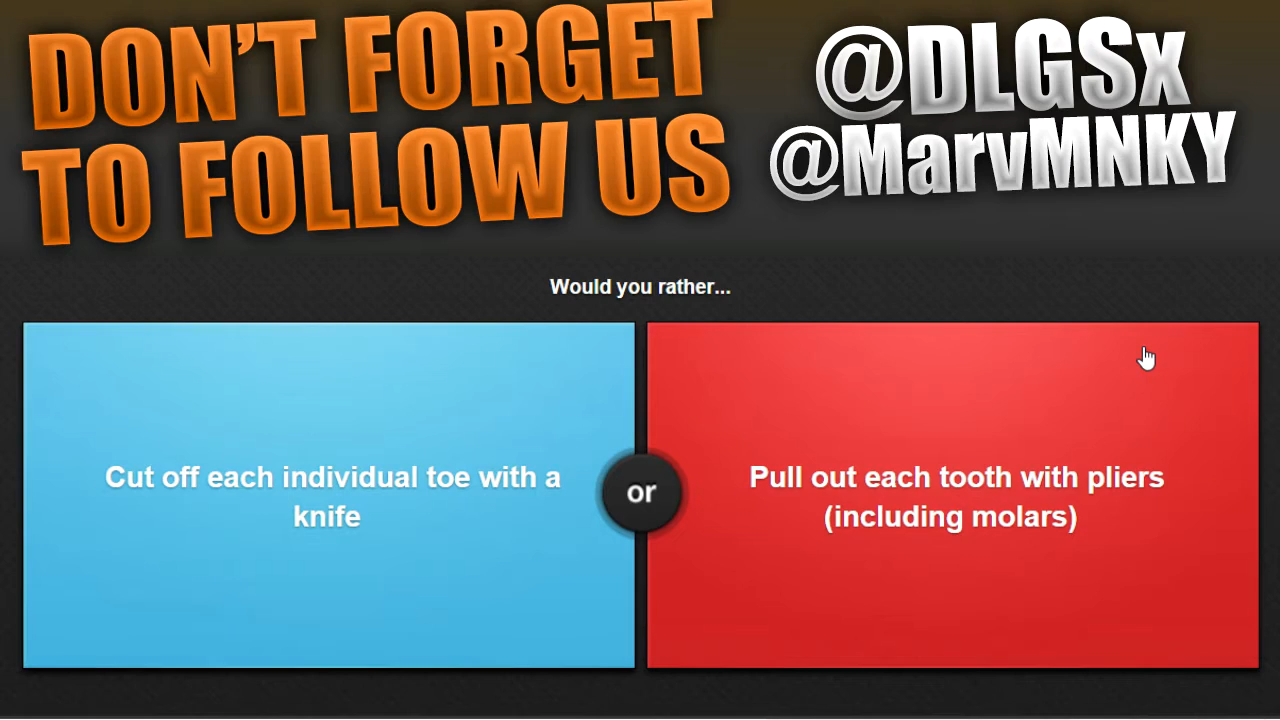 DON'T FORGET
TO FOLLOW US
@DLGSx
@MarvMNKY
Would you rather...
Cut off each individual toe with a
knife
or
Pull out each tooth with pliers
(including molars)